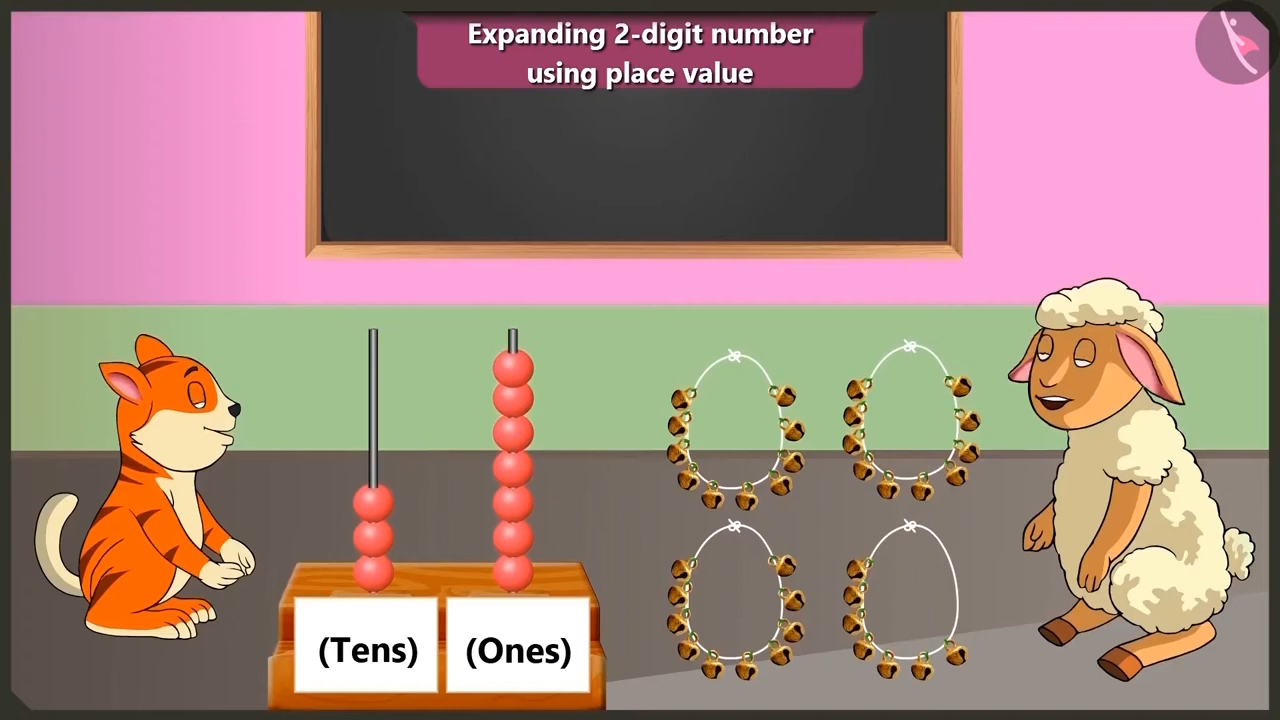 Expanding 2-digit number
using place value
(Tens)
(Ones)